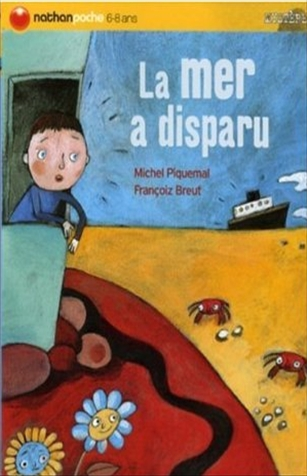 nathanpoche 6-8 ans
La mer
a disparu
Michel Piquemal
Françoiz Breut